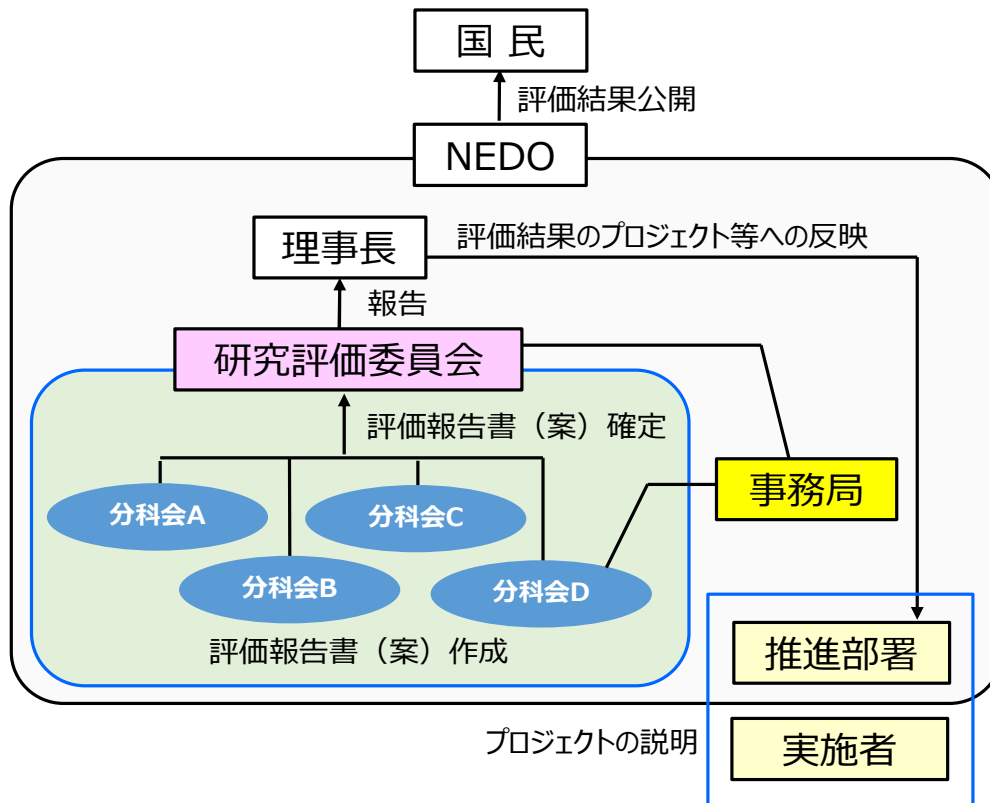 国 民
評価結果公開
NEDO
理事長
評価結果のプロジェクト等への反映
報告
研究評価委員会
評価報告書（案）確定
事務局
分科会A
分科会C
分科会B
分科会D
評価報告書（案）作成
推進部署
プロジェクトの説明
実施者